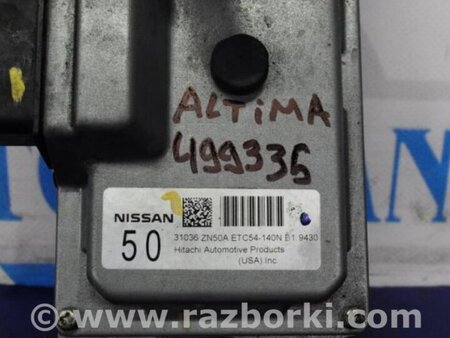 ALTIMA
499336
NISSAN
50
31036 ZN50A ETC54-140N B1 9430
Hitachi Automotive Products
(USA).Inc.
www.razborki.com